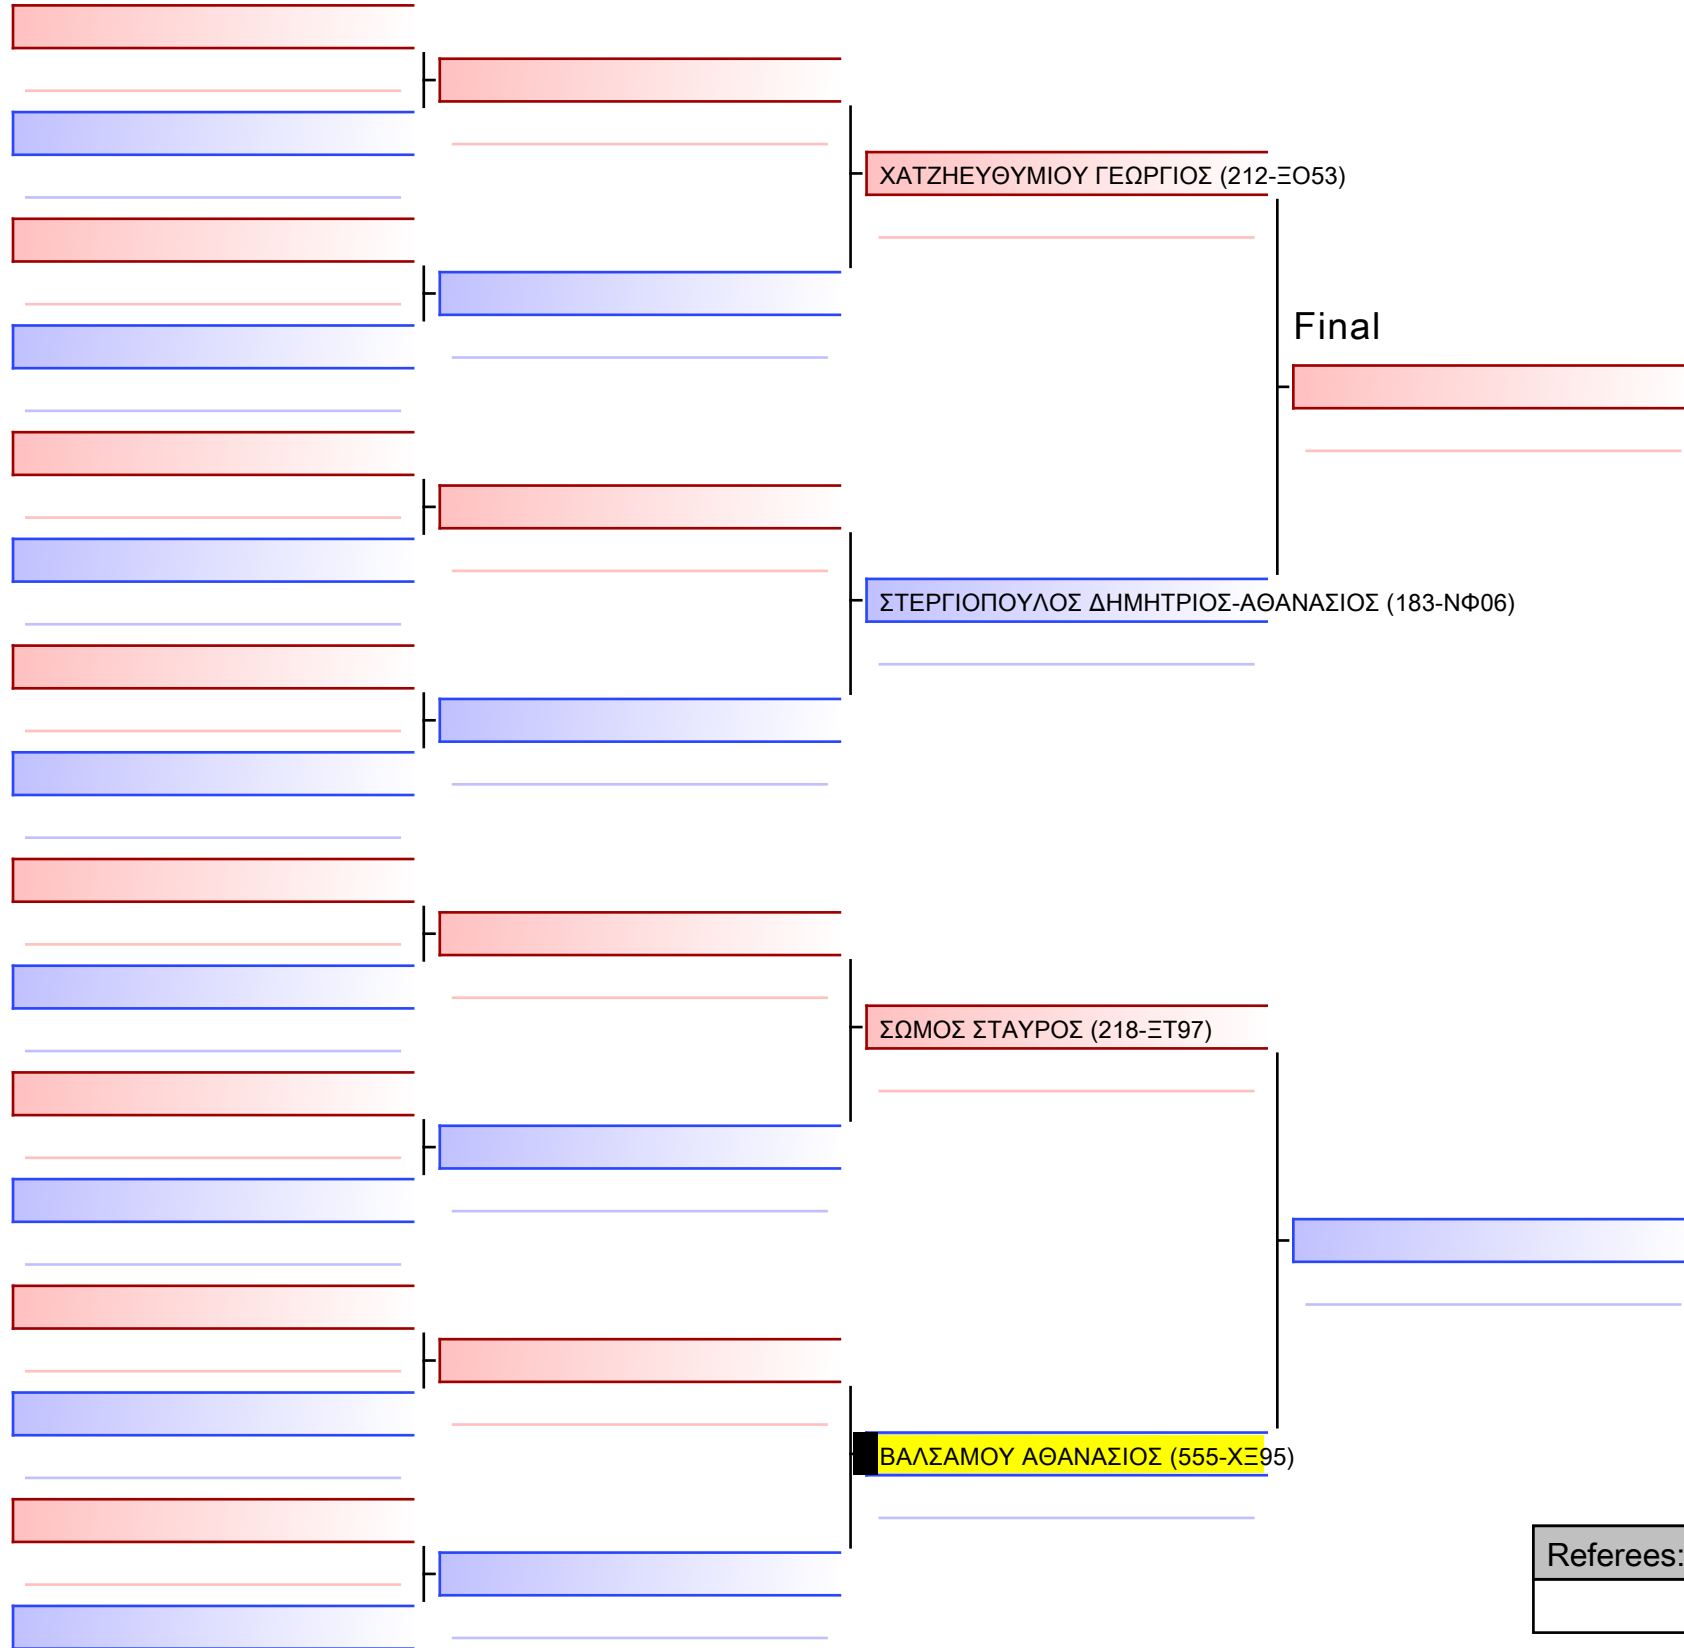 ΧΑΤΖΗΕΥΘΥΜΙΟΥ ΓΕΩΡΓΙΟΣ (212-ΞΟ53)
Final
ΣΤΕΡΓΙΟΠΟΥΛΟΣ ΔΗΜΗΤΡΙΟΣ-ΑΘΑΝΑΣΙΟΣ (183-ΝΦ06)
ΣΩΜΟΣ ΣΤΑΥΡΟΣ (218-ΞΤ97)
ΒΑΛΣΑΜΟΥ ΑΘΑΝΑΣΙΟΣ (555-ΧΞ95)
Referees: